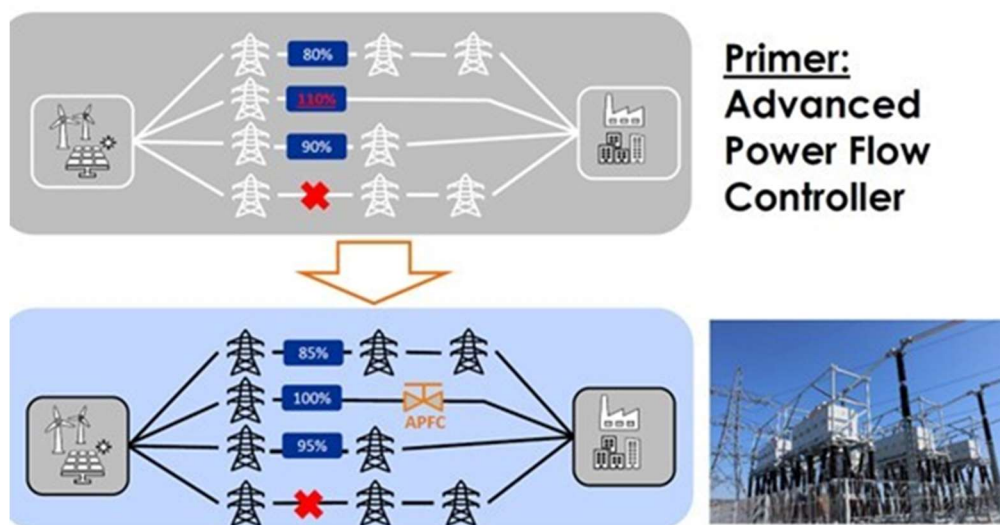 80%
110%
90%
Primer:
Advanced
Power Flow
Controller
85%
100%
APFC
95%